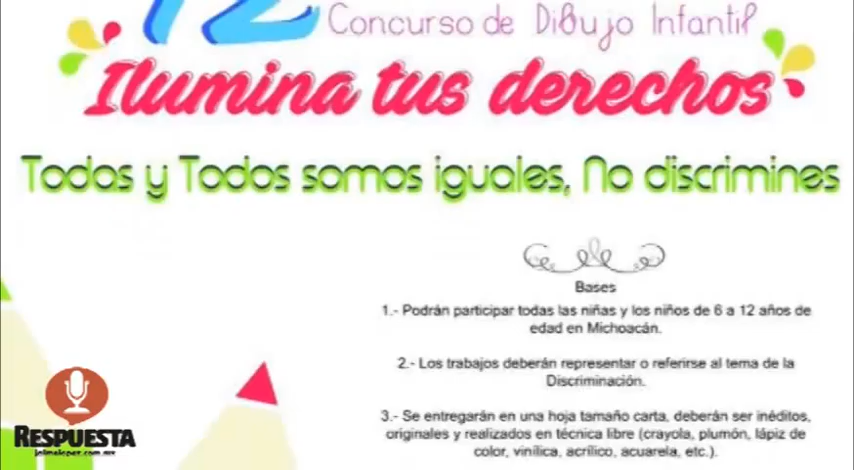 12
Concurso de Dibujo Infantil
Ilumina tus derechos
Todas y Todos somos iguales, No discrimines
Bases
1.- Podrán participar todas las niñas y los niños de 6 a 12 años de
edad en Michoacán.
2.- Los trabajos deberán representar o referirse al tema de la
Discriminación.
3.- Se entregarán en una hoja tamaño carta, deberán ser inéditos,
originales y realizados en técnica libre (crayola, plumón, lápiz de
color, vinílica, acrílico, acuarela, etc.).
RESPUESTA